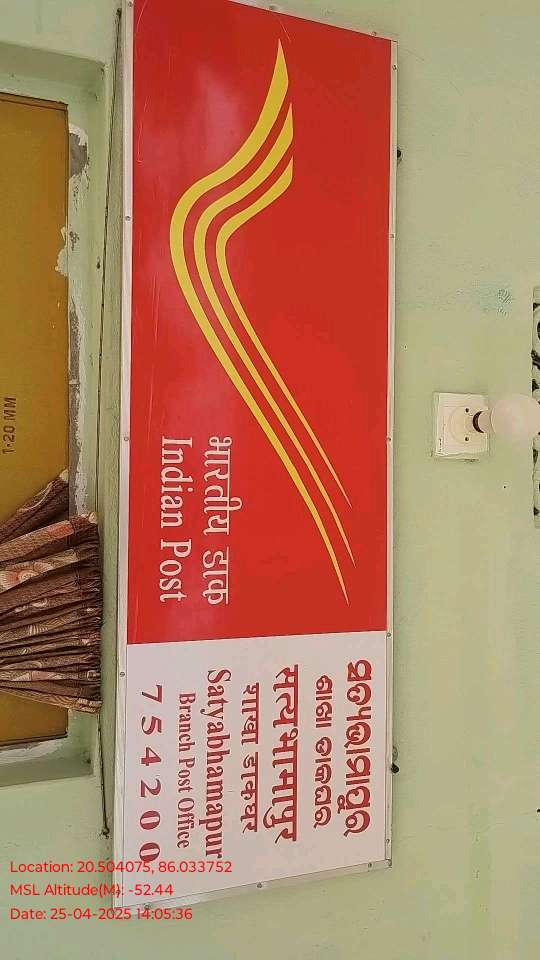 भारतीय डाक
Indian Post
ସତ୍ୟଭାମାପୁର
ଶାଖା ଡାକଘର
सत्यभामापुर
शाखा डाकघर
Satyabhamapur
Branch Post Office
754200
1-20 MM
Location: 20.504075, 86.033752
MSL Altitude(M): -52.44
Date: 25-04-2025 14:05:36